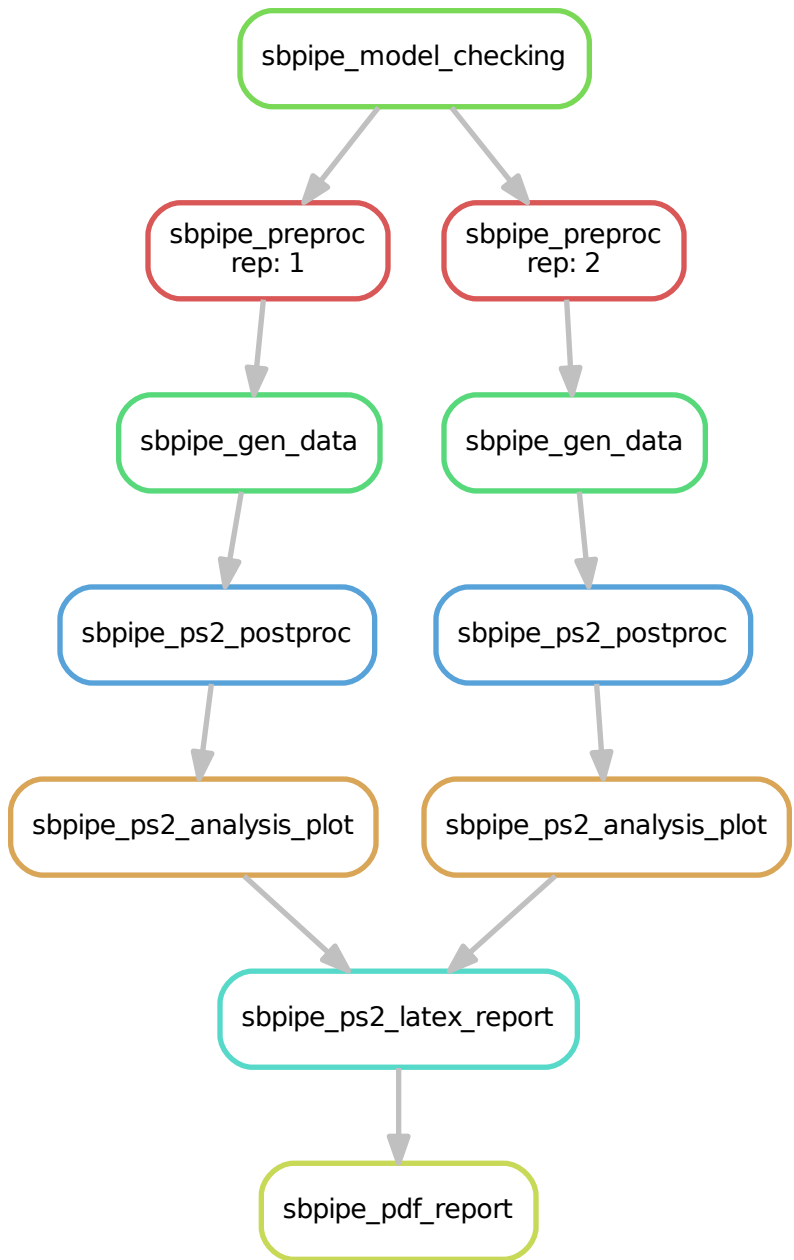 sbpipe_model_checking
sbpipe_preproc
rep: 1
sbpipe_preproc
rep: 2
sbpipe_gen_data
sbpipe_gen_data
sbpipe_ps2_postproc
sbpipe_ps2_postproc
sbpipe_ps2_analysis_plot
sbpipe_ps2_analysis_plot
sbpipe_ps2_latex_report
sbpipe_pdf_report